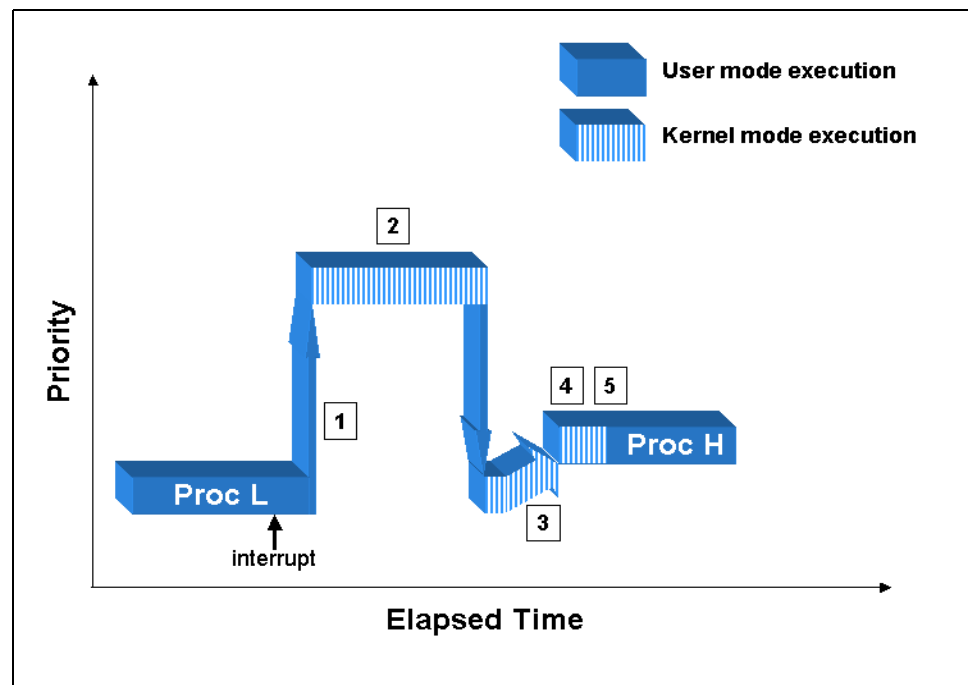 User mode execution
Kernel mode execution
2
Priority
4 5
1
Proc H
Proc L
3
interrupt
Elapsed Time